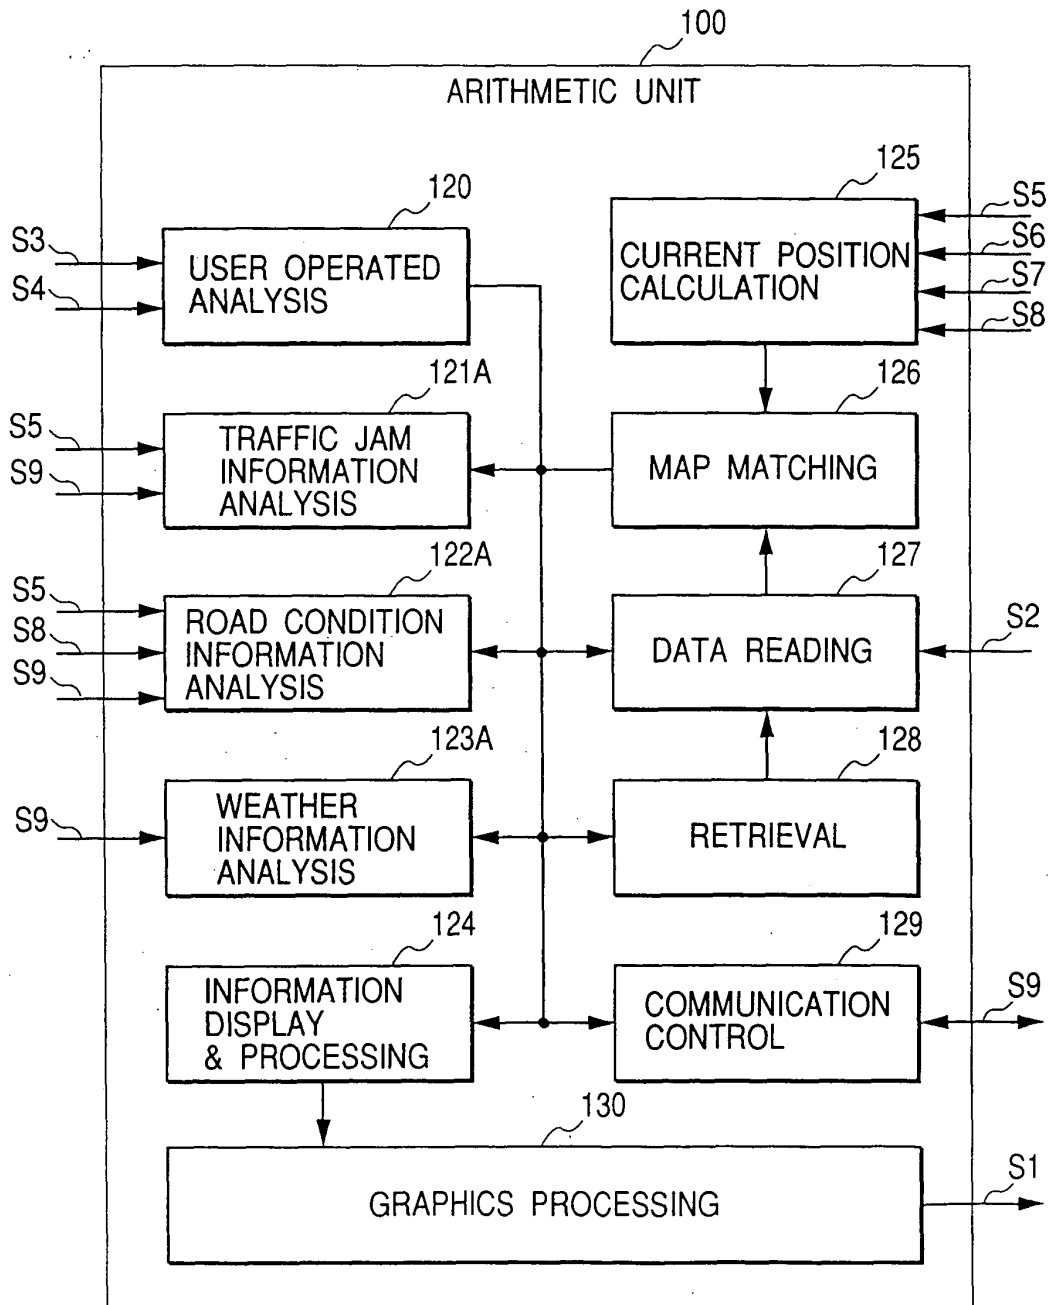 100
ARITHMETIC UNIT
120
S3
S4
USER OPERATED
ANALYSIS
125
CURRENT POSITION
CALCULATION
S5
S6
S7
S8
121A
S5
S9
TRAFFIC JAM
INFORMATION
ANALYSIS
126
MAP MATCHING
122A
S5
S8
S9
ROAD CONDITION
INFORMATION
ANALYSIS
127
DATA READING
S2
123A
S9
WEATHER
INFORMATION
ANALYSIS
128
RETRIEVAL
124
INFORMATION
DISPLAY
& PROCESSING
129
COMMUNICATION
CONTROL
S9
130
GRAPHICS PROCESSING
S1